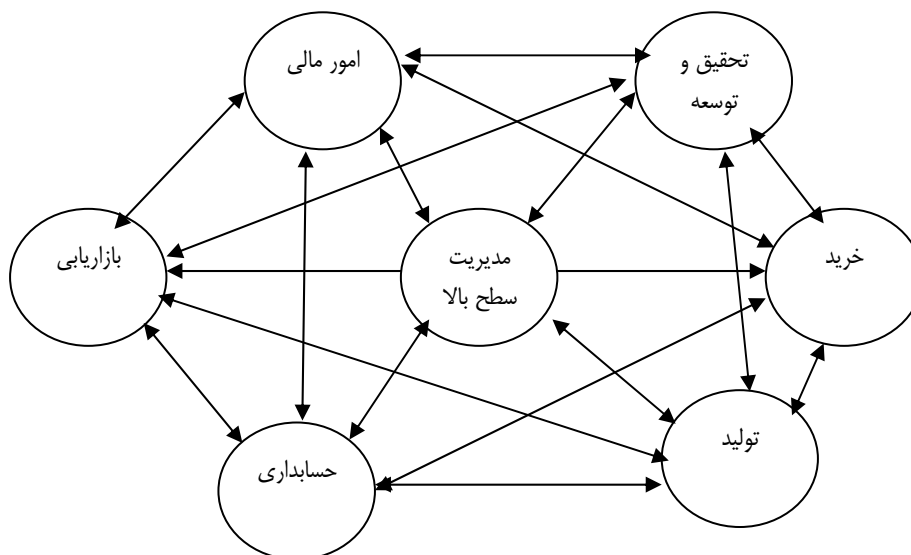 تحقیق و
توسعه
امور مالی
خرید
مدیریت
سطح بالا
بازاریابی
تولید
حسابداری